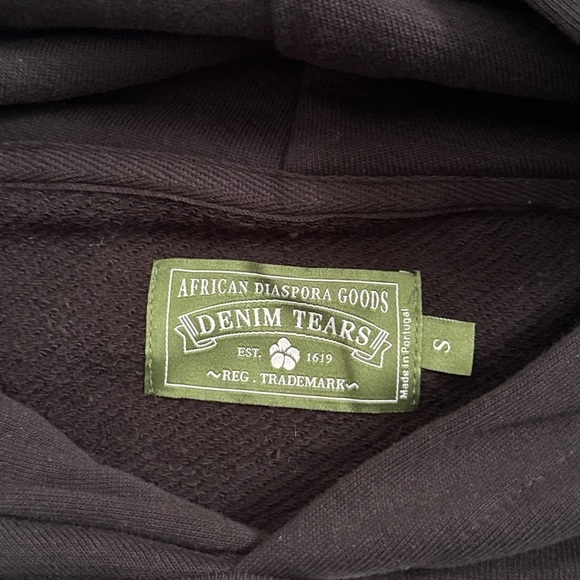 AFRICAN DIASPORA GOODS
DENIM TEARS
EST. 1619
~REG. TRADEMARK~
Made in Portugal
S